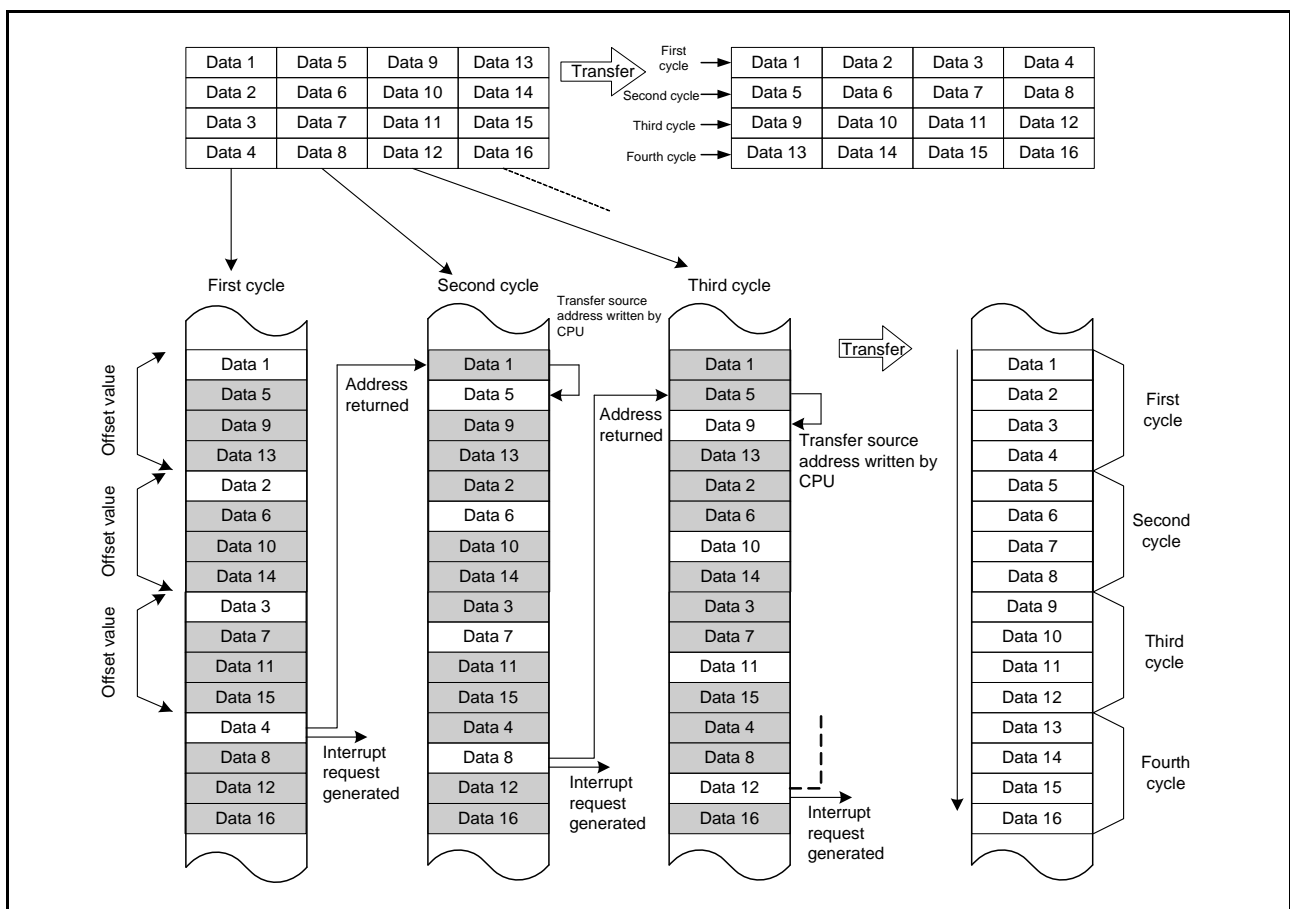 Data 1 Data 5 Data 9 Data 13
Data 2 Data 6 Data 10 Data 14
Data 3 Data 7 Data 11 Data 15
Data 4 Data 8 Data 12 Data 16
Transfer
First
cycle
Second cycle
Third cycle
Fourth cycle
Data 1 Data 2 Data 3 Data 4
Data 5 Data 6 Data 7 Data 8
Data 9 Data 10 Data 11 Data 12
Data 13 Data 14 Data 15 Data 16
First cycle
Offset value
Offset value
Offset value
Data 1
Data 5
Data 9
Data 13
Data 2
Data 6
Data 10
Data 14
Data 3
Data 7
Data 11
Data 15
Data 4
Data 8
Data 12
Data 16
Address
returned
Interrupt
request
generated
Second cycle
Transfer source
address written by
CPU
Data 1
Data 5
Data 9
Data 13
Data 2
Data 6
Data 10
Data 14
Data 3
Data 7
Data 11
Data 15
Data 4
Data 8
Data 12
Data 16
Address
returned
Interrupt
request
generated
Third cycle
Data 1
Data 5
Data 9
Data 13
Data 2
Data 6
Data 10
Data 14
Data 3
Data 7
Data 11
Data 15
Data 4
Data 8
Data 12
Data 16
Transfer source
address written by
CPU
Interrupt
request
generated
Transfer
Data 1
Data 2
Data 3
Data 4
Data 5
Data 6
Data 7
Data 8
Data 9
Data 10
Data 11
Data 12
Data 13
Data 14
Data 15
Data 16
First
cycle
Second
cycle
Third
cycle
Fourth
cycle